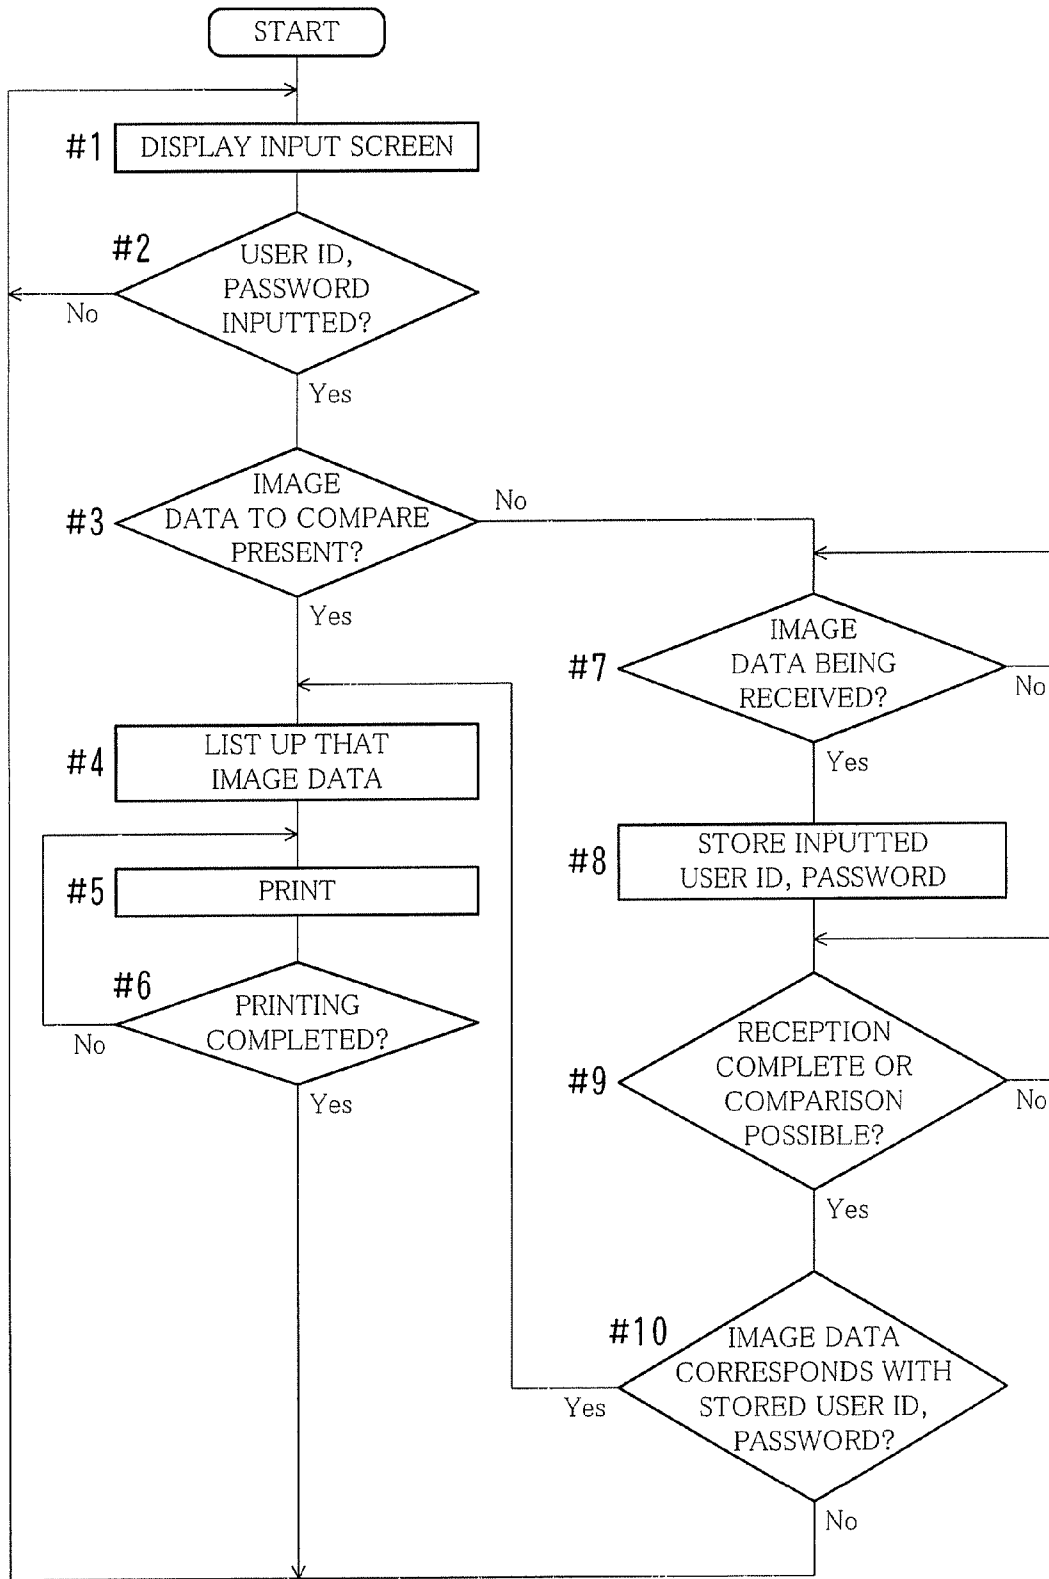 START
#1
DISPLAY INPUT SCREEN
#2
USER ID,
PASSWORD
INPUTTED?
No
Yes
#3
IMAGE
DATA TO COMPARE
PRESENT?
No
Yes
#4
LIST UP THAT
IMAGE DATA
#5
PRINT
#6
PRINTING
COMPLETED?
No
Yes
#7
IMAGE
DATA BEING
RECEIVED?
No
Yes
#8
STORE INPUTTED
USER ID, PASSWORD
#9
RECEPTION
COMPLETE OR
COMPARISON
POSSIBLE?
No
Yes
#10
IMAGE DATA
CORRESPONDS WITH
STORED USER ID,
PASSWORD?
Yes
No